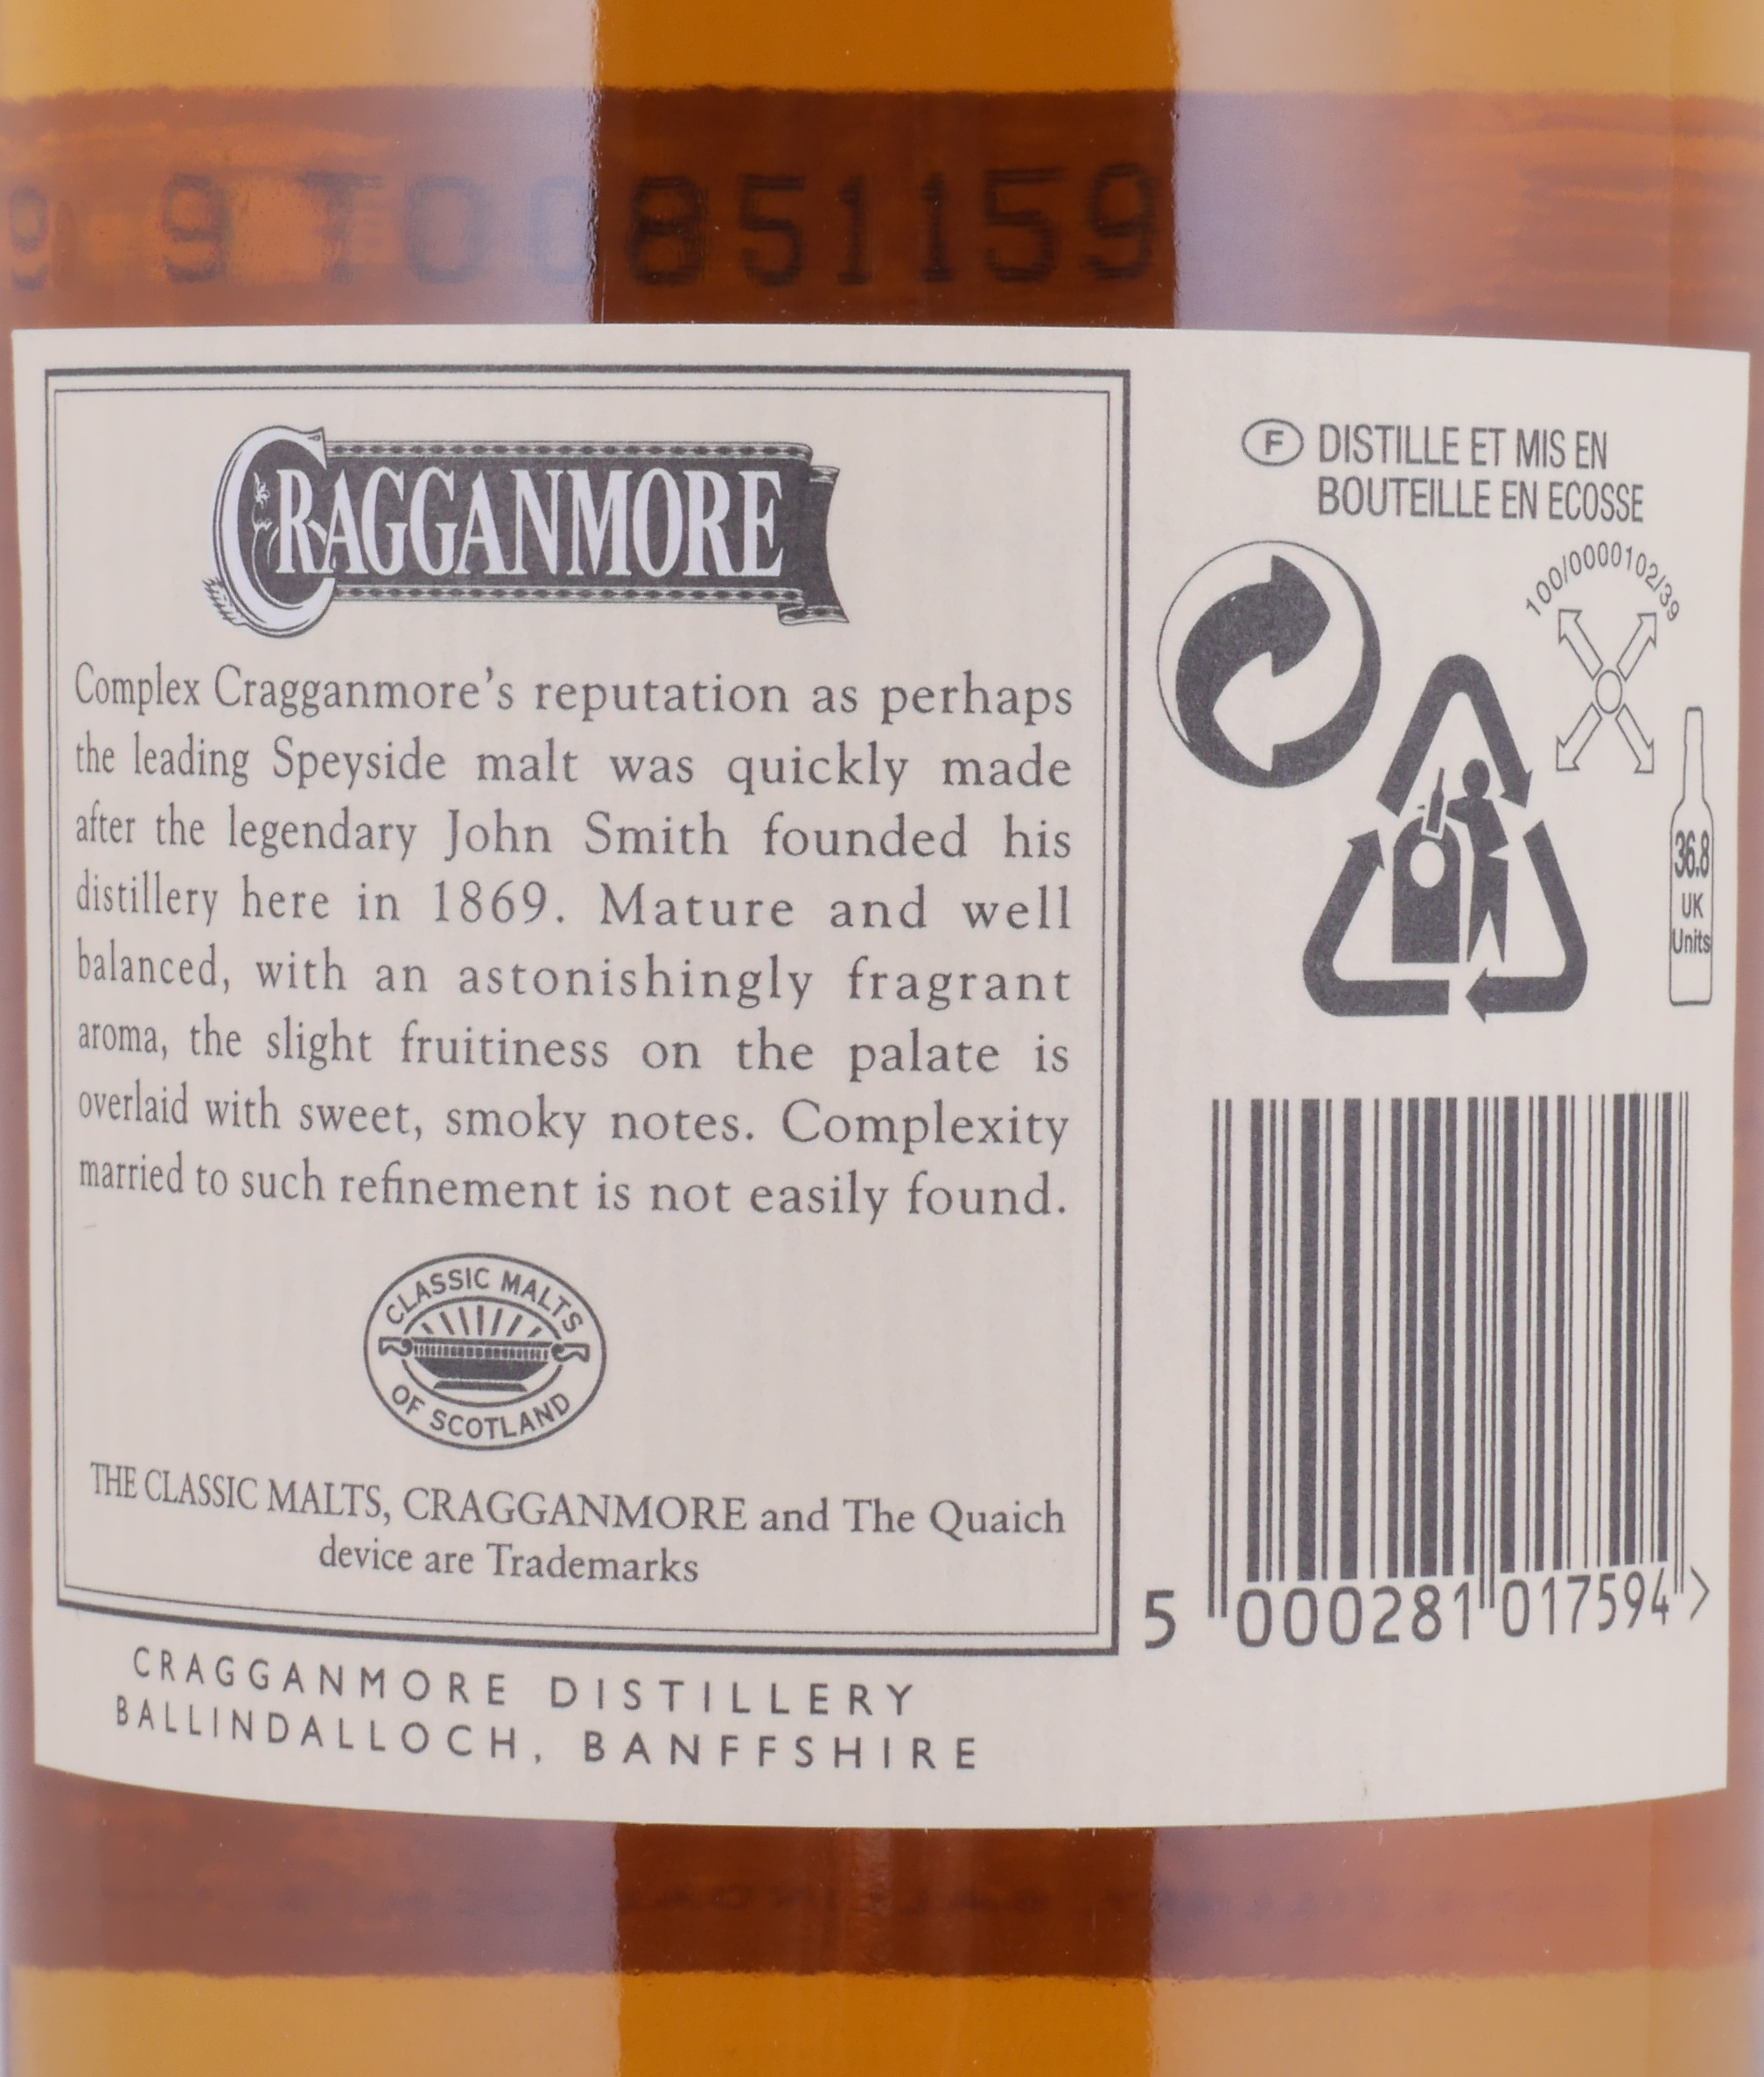 9 9 T00851159
CRAGGANMORE
Complex Cragganmore's reputation as perhaps
the leading Speyside malt was quickly made
after the legendary John Smith founded his
distillery here in 1869. Mature and well
balanced, with an astonishingly fragrant
aroma, the slight fruitiness on the palate is
overlaid with sweet, smoky notes. Complexity
married to such refinement is not easily found.
CLASSIC MALTS
OF SCOTLAND
THE CLASSIC MALTS, CRAGGANMORE and The Quaich
device are Trademarks
CRAGGANMORE DISTILLERY
BALLINDALLOCH, BANFFSHIRE
F DISTILLE ET MIS EN
BOUTEILLE EN ECOSSE
100/0000102/39
36.8
UK
Units
5 000281 017594 >